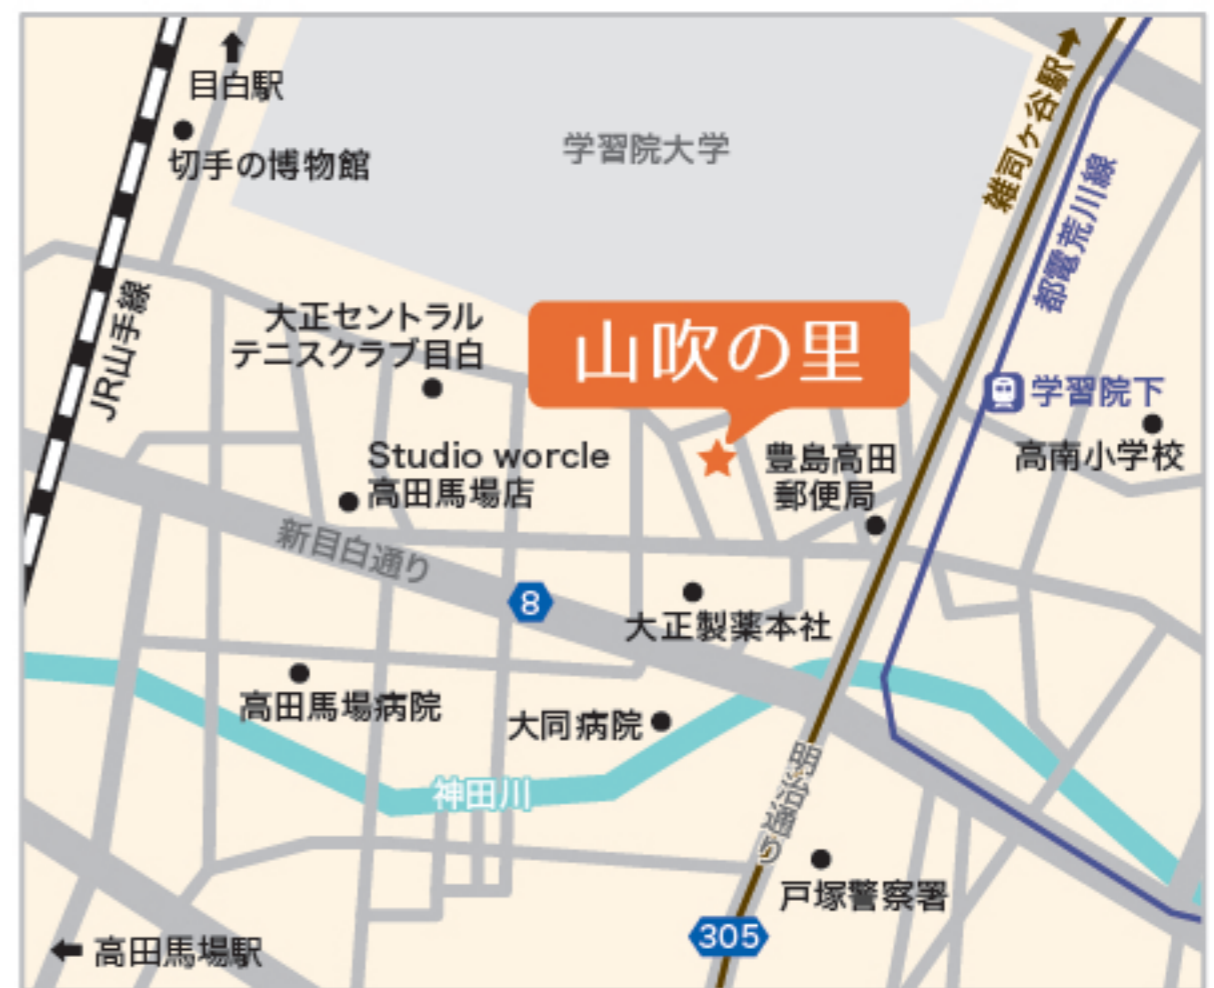 目白駅
切手の博物館
学習院大学
雑司ヶ谷駅
都電荒川線
JR山手線
大正セントラル
テニスクラブ目白
山吹の里
学習院下
高南小学校
Studio worcle
高田馬場店
豊島高田
郵便局
新目白通り
8
大正製薬本社
高田馬場病院
大同病院
神田川
明治通り
戸塚警察署
305
高田馬場駅